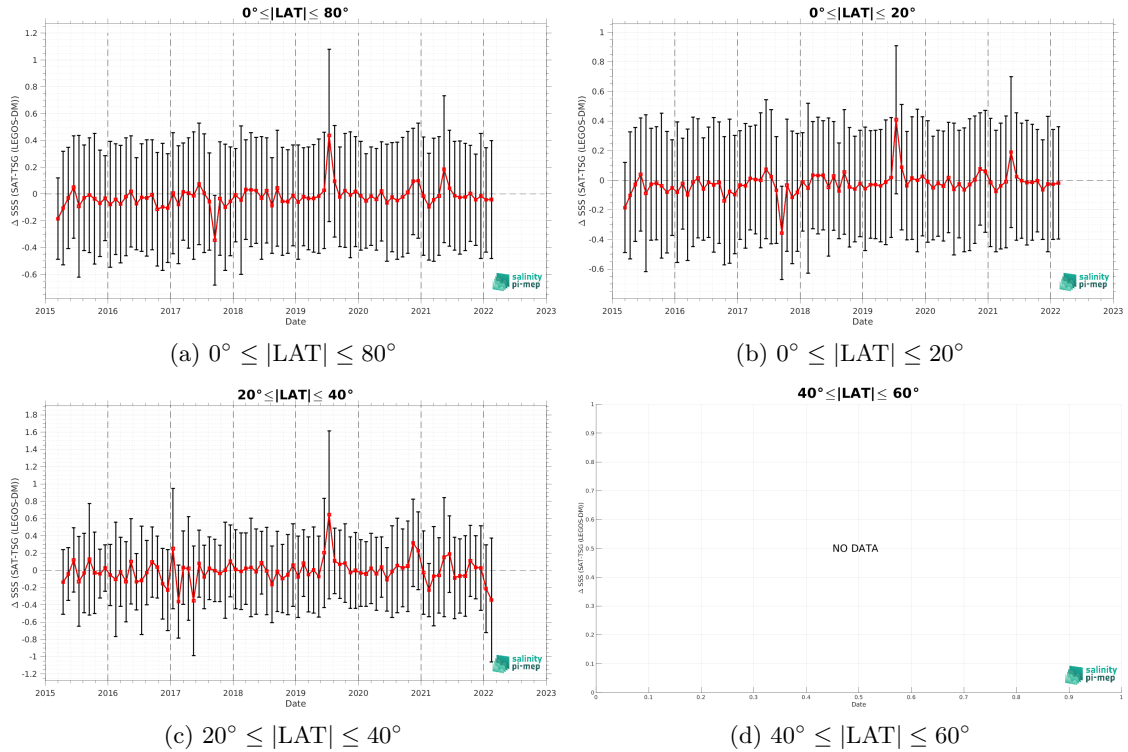 0°≤|LAT|≤ 80°
1.2
1
0.8
0.6
0.4
0.2
0
-0.2
-0.4
-0.6
Δ SSS (SAT-TSG (LEGOS-DM))
2015 2016 2017 2018 2019 2020 2021 2022 2023
Date
salinity
pi-mep
(a) 0° ≤ |LAT| ≤ 80°
0°≤|LAT|≤ 20°
1
0.8
0.6
0.4
0.2
0
-0.2
-0.4
-0.6
Δ SSS (SAT-TSG (LEGOS-DM))
2015 2016 2017 2018 2019 2020 2021 2022 2023
Date
salinity
pi-mep
(b) 0° ≤ |LAT| ≤ 20°
20°≤|LAT|≤ 40°
1.8
1.6
1.4
1.2
1
0.8
0.6
0.4
0.2
0
-0.2
-0.4
-0.6
-0.8
-1
-1.2
Δ SSS (SAT-TSG (LEGOS-DM))
2015 2016 2017 2018 2019 2020 2021 2022 2023
Date
salinity
pi-mep
(c) 20° ≤ |LAT| ≤ 40°
40°≤|LAT|≤ 60°
1
0.9
0.8
0.7
0.6
0.5
0.4
0.3
0.2
0.1
0
Δ SSS (SAT-TSG (LEGOS-DM))
NO DATA
0 0.1 0.2 0.3 0.4 0.5 0.6 0.7 0.8 0.9 1
Date
salinity
pi-mep
(d) 40° ≤ |LAT| ≤ 60°